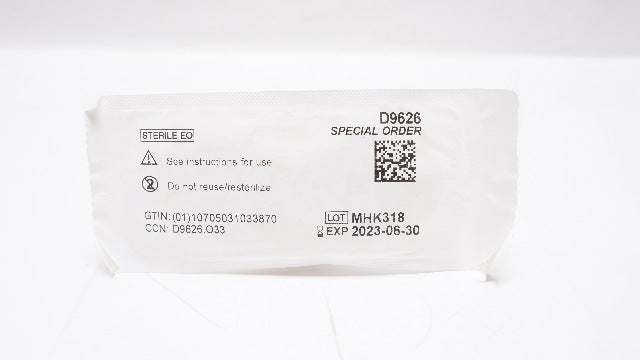 D9626
SPECIAL ORDER
STERILE EO
See instructions for use
Do not reuse/resterilize
GTIN: (01)10705031033870
CCN: D9626.O33
LOT MHK318
EXP 2023-06-30